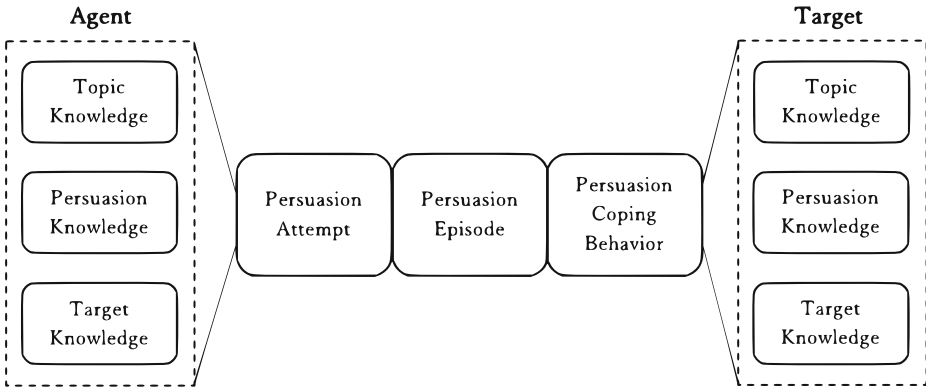 Agent
Topic
Knowledge
Persuasion
Knowledge
Target
Knowledge
Persuasion
Attempt
Persuasion
Episode
Persuasion
Coping
Behavior
Target
Topic
Knowledge
Persuasion
Knowledge
Target
Knowledge